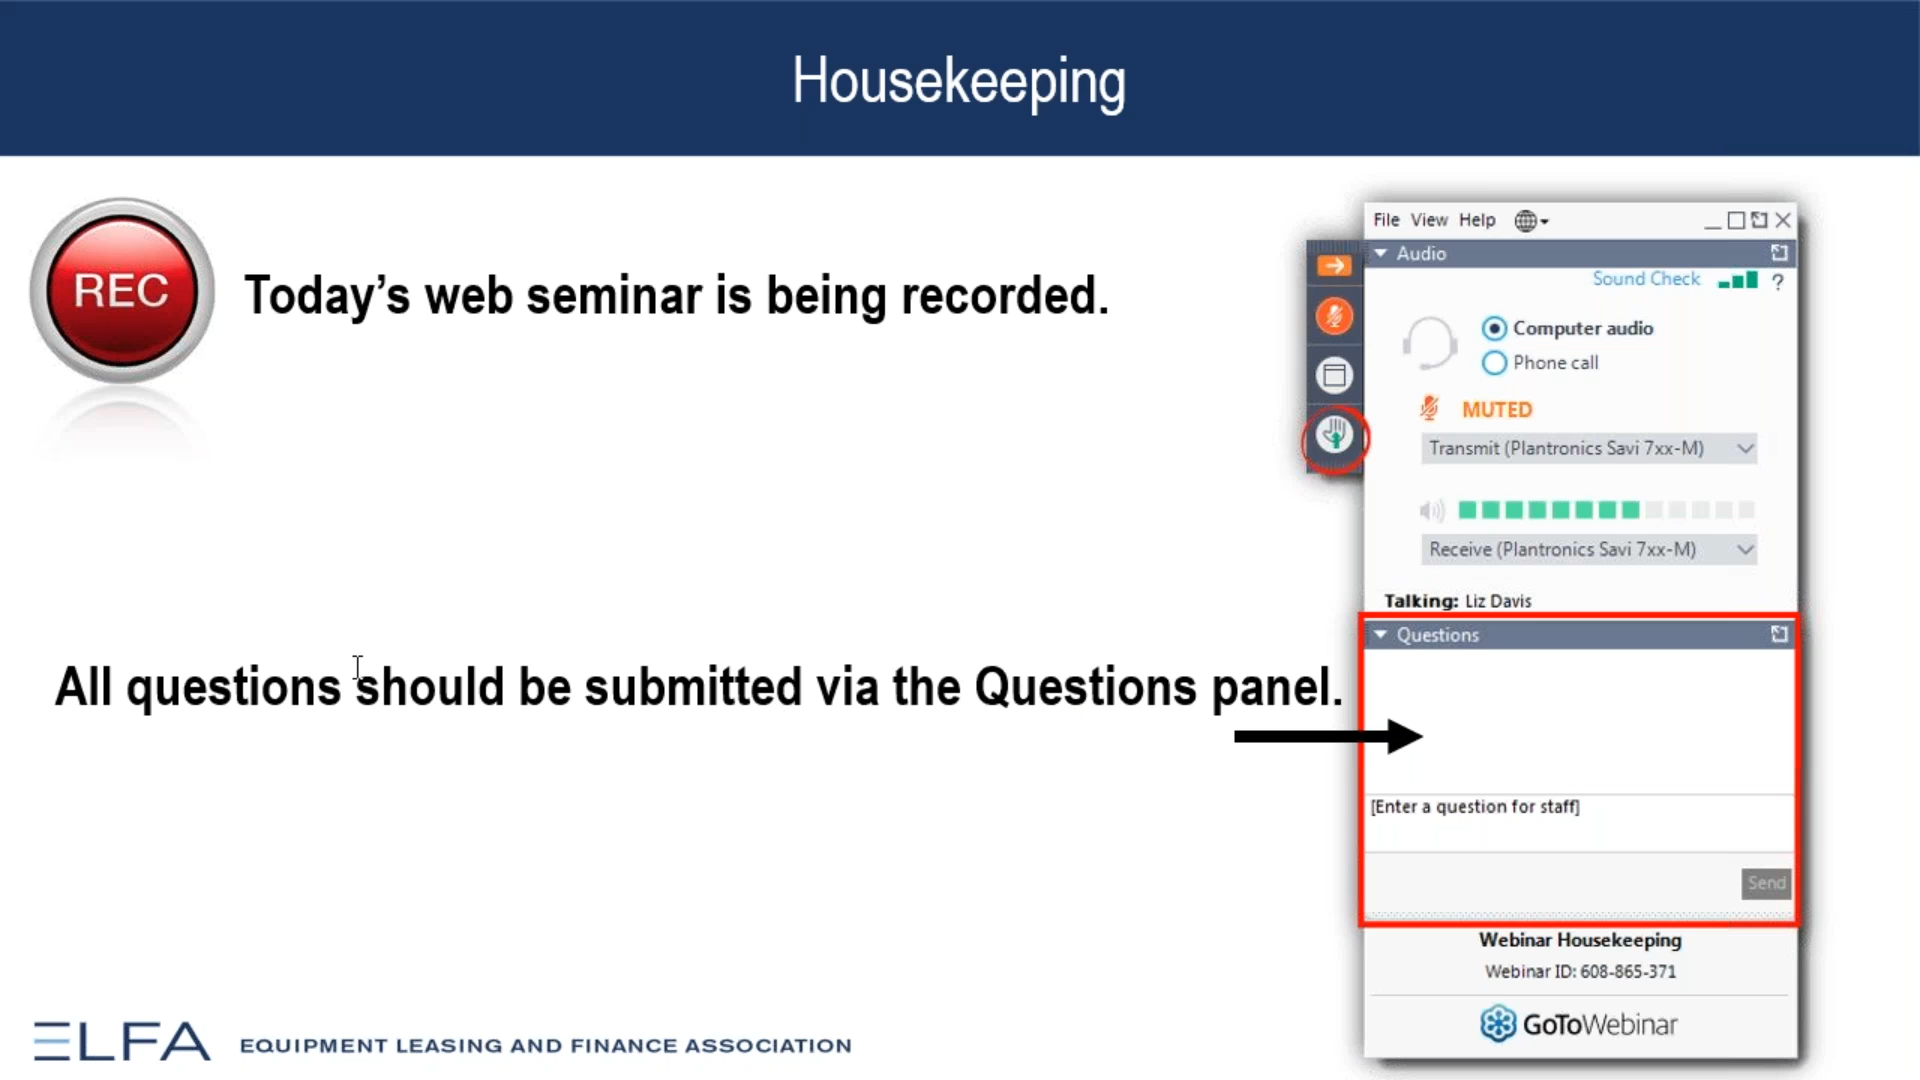 Housekeeping
REC
Today’s web seminar is being recorded.
All questions should be submitted via the Questions panel.
File View Help
Audio
Sound Check
?
Computer audio
Phone call
MUTED
Transmit (Plantronics Savi 7xx-M)
Receive (Plantronics Savi 7xx-M)
Talking: Liz Davis
Questions
[Enter a question for staff]
Send
Webinar Housekeeping
Webinar ID: 608-865-371
GoToWebinar
ELFA EQUIPMENT LEASING AND FINANCE ASSOCIATION